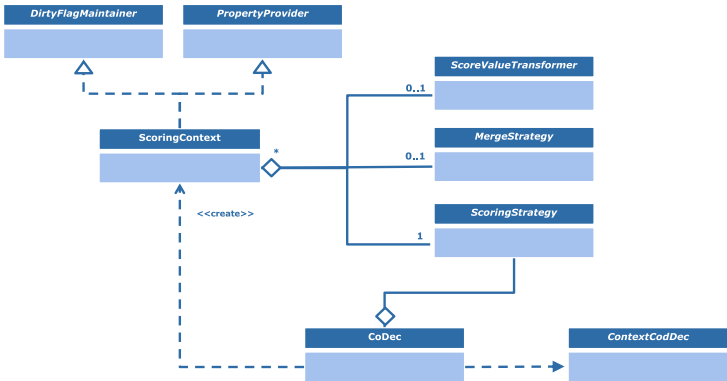 DirtyFlagMaintainer
PropertyProvider
ScoreValueTransformer
0..1
ScoringContext
*
MergeStrategy
0..1
ScoringStrategy
<<create>>
1
CoDec
ContextCodDec